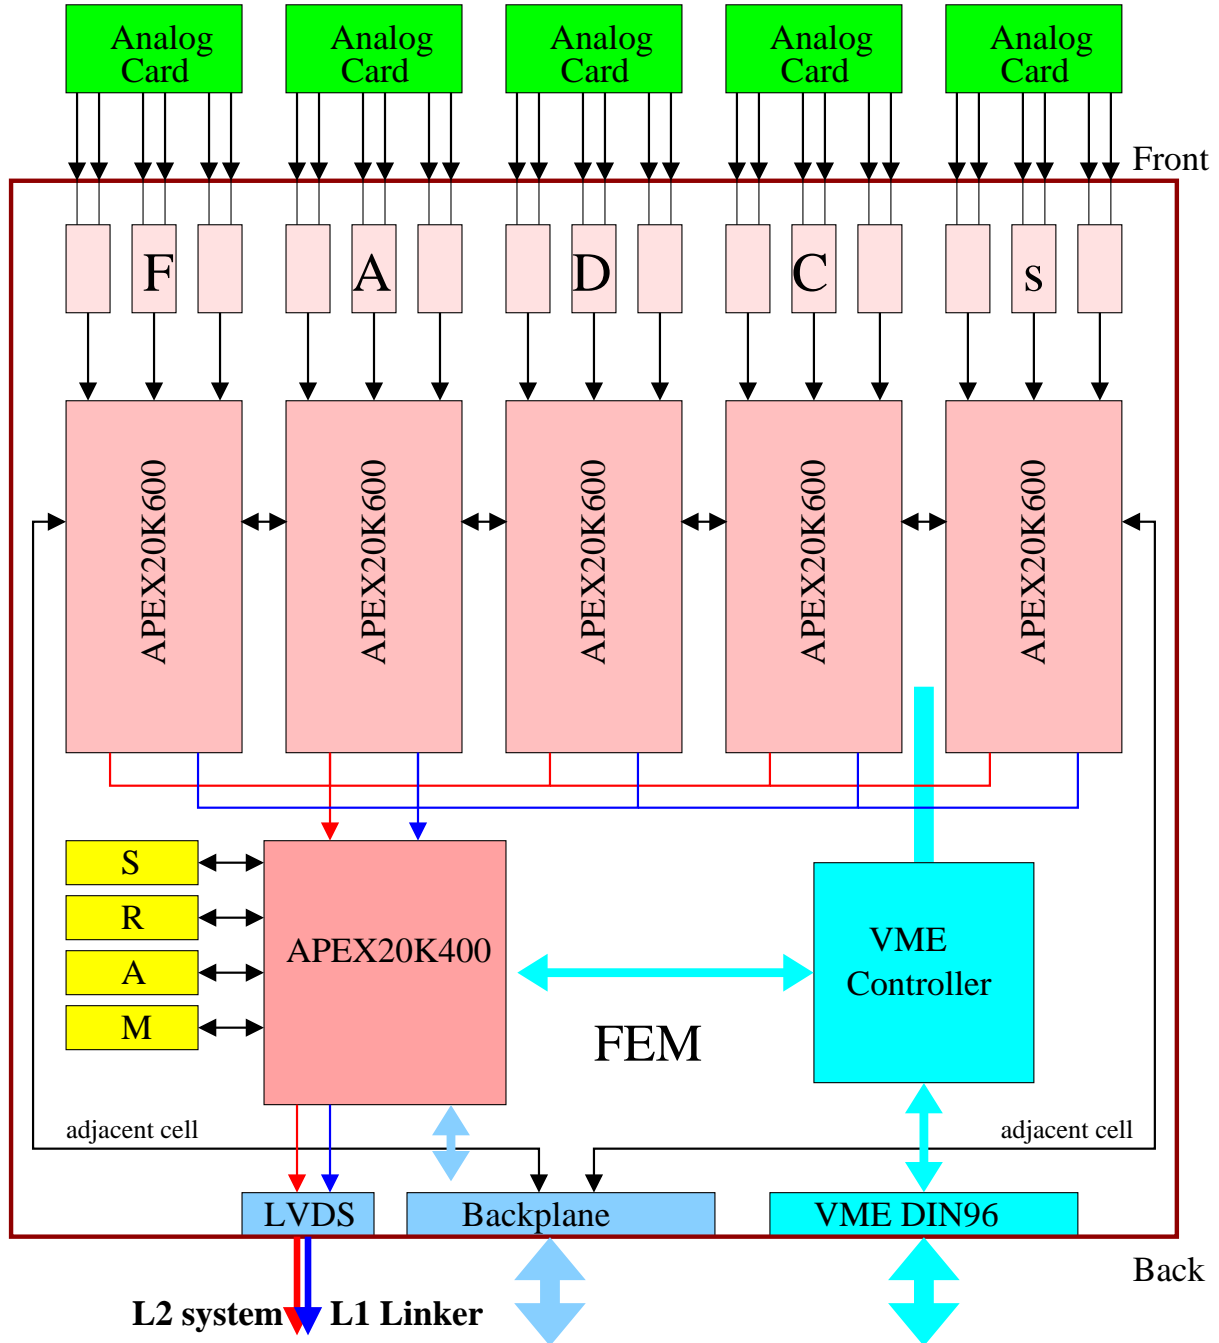 Analog Card
Analog Card
Analog Card
Analog Card
Analog Card
Front
F A D C s
APEX20K600
APEX20K600
APEX20K600
APEX20K600
APEX20K600
S
R
A
M
APEX20K400
VME
Controller
FEM
adjacent cell
adjacent cell
LVDS
Backplane
VME DIN96
Back
L2 system
L1 Linker